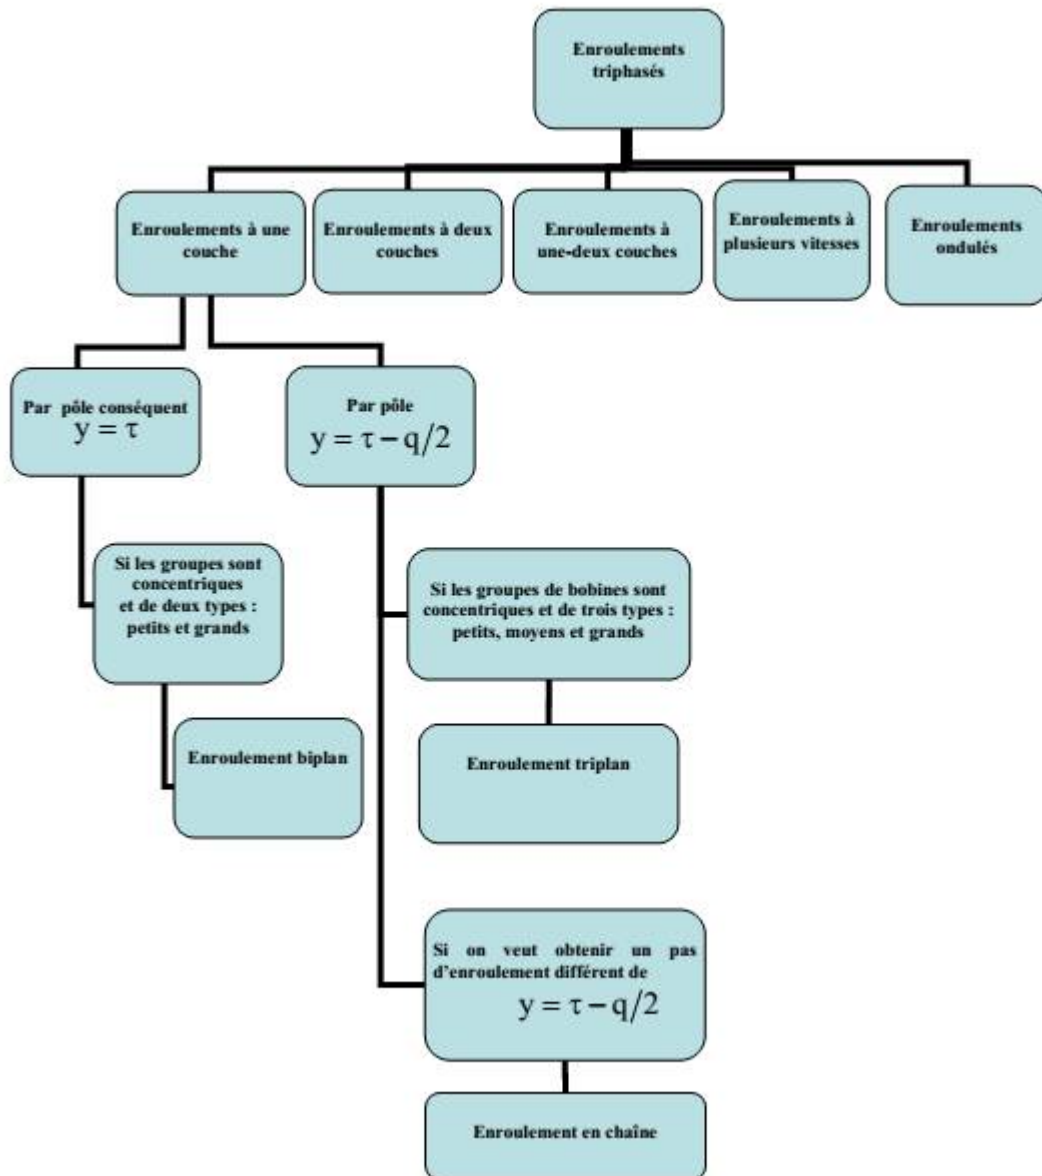 Enroulements
triphasés
Enroulements à une
couche
Enroulements à deux
couches
Enroulements à
une-deux couches
Enroulements à
plusieurs vitesses
Enroulements
ondulés
Par pôle conséquent
y = τ
Par pôle
y = τ − q/2
Si les groupes sont
concentriques
et de deux types :
petits et grands
Si les groupes de bobines sont
concentriques et de trois types :
petits, moyens et grands
Enroulement biplan
Enroulement triplan
Si on veut obtenir un pas
d’enroulement différent de
y = τ − q/2
Enroulement en chaîne